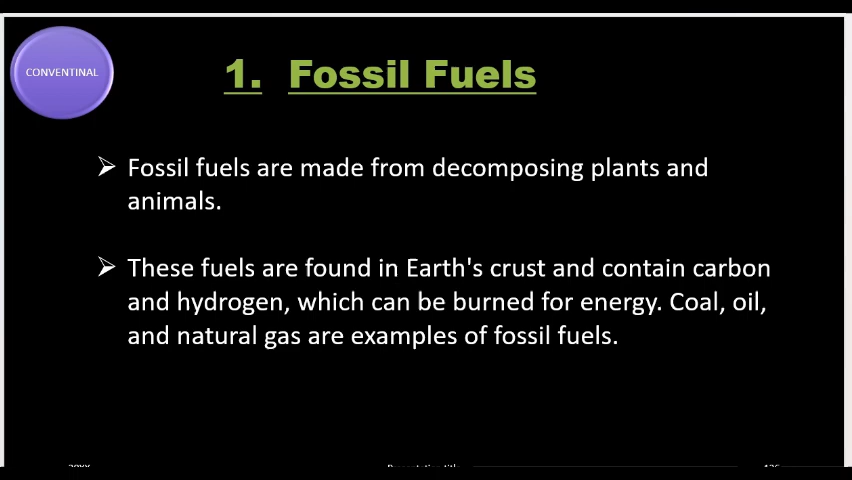 CONVENTINAL
1. Fossil Fuels
➢ Fossil fuels are made from decomposing plants and
animals.
➢ These fuels are found in Earth's crust and contain carbon
and hydrogen, which can be burned for energy. Coal, oil,
and natural gas are examples of fossil fuels.